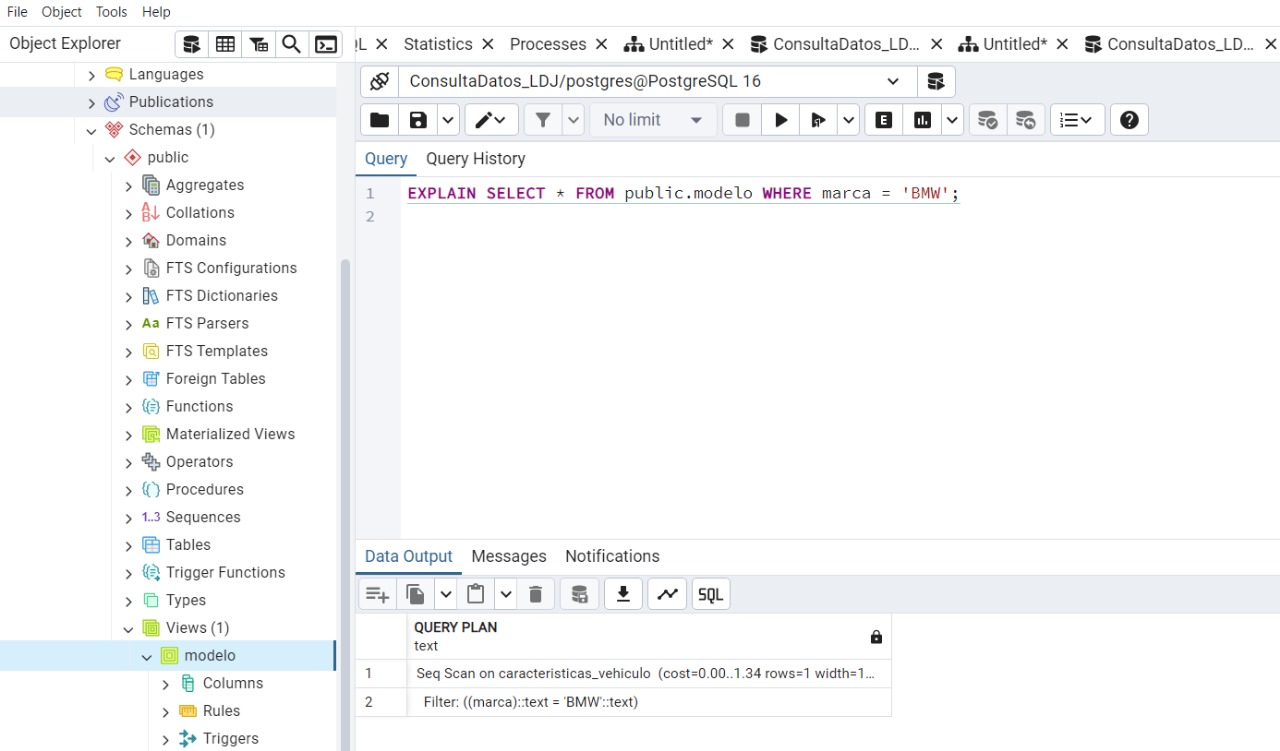 File Object Tools Help
Object Explorer
QL Statistics Processes Untitled* ConsultaDatos_LD... Untitled* ConsultaDatos_LD...
Languages
Publications
Schemas (1)
public
Aggregates
Collations
Domains
FTS Configurations
FTS Dictionaries
Aa FTS Parsers
FTS Templates
Foreign Tables
Functions
Materialized Views
Operators
Procedures
1..3 Sequences
Tables
Trigger Functions
Types
Views (1)
modelo
Columns
Rules
Triggers
ConsultaDatos_LDJ/postgres@PostgreSQL 16
No limit
E
Query Query History
1 EXPLAIN SELECT * FROM public.modelo WHERE marca = 'BMW';
2
Data Output Messages Notifications
SQL
QUERY PLAN
text
1 Seq Scan on caracteristicas_vehiculo (cost=0.00..1.34 rows=1 width=1...
2 Filter: ((marca)::text = 'BMW'::text)